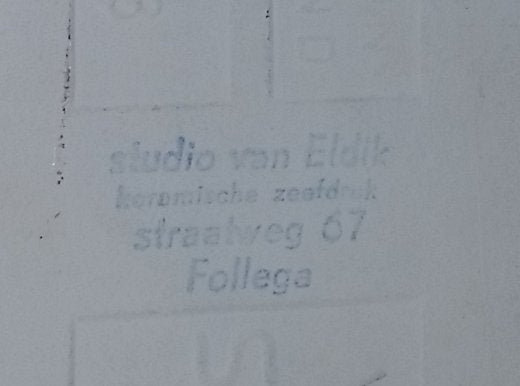 studio van Eldik
keramische zeefdruk
straatweg 67
Follega